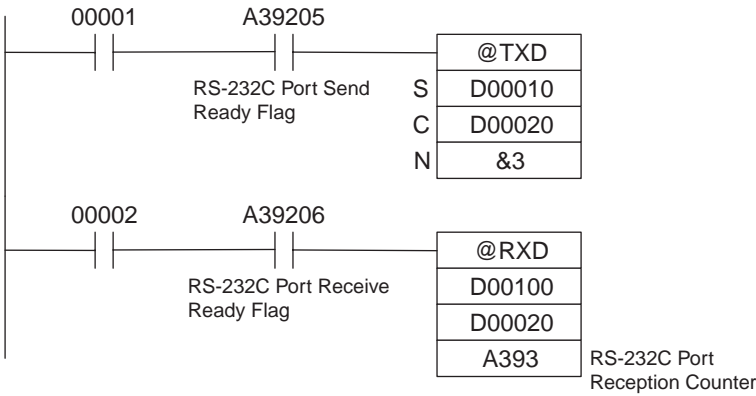 00001 A39205
@TXD
RS-232C Port Send
Ready Flag
S D00010
C D00020
N &3
00002 A39206
@RXD
RS-232C Port Receive
Ready Flag
D00100
D00020
A393 RS-232C Port
Reception Counter